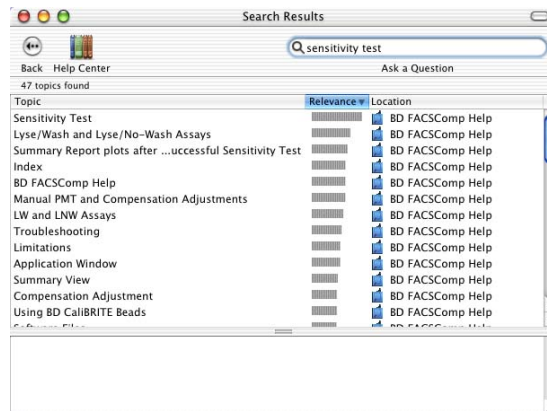 Search Results
sensitivity test
Back Help Center Ask a Question
47 topics found
Topic Relevance Location
Sensitivity Test BD FACSComp Help
Lyse/Wash and Lyse/No-Wash Assays BD FACSComp Help
Summary Report plots after ...uccessful Sensitivity Test BD FACSComp Help
Index BD FACSComp Help
BD FACSComp Help BD FACSComp Help
Manual PMT and Compensation Adjustments BD FACSComp Help
LW and LNW Assays BD FACSComp Help
Troubleshooting BD FACSComp Help
Limitations BD FACSComp Help
Application Window BD FACSComp Help
Summary View BD FACSComp Help
Compensation Adjustment BD FACSComp Help
Using BD CaliBRITE Beads BD FACSComp Help
Software Files BD FACSComp Help